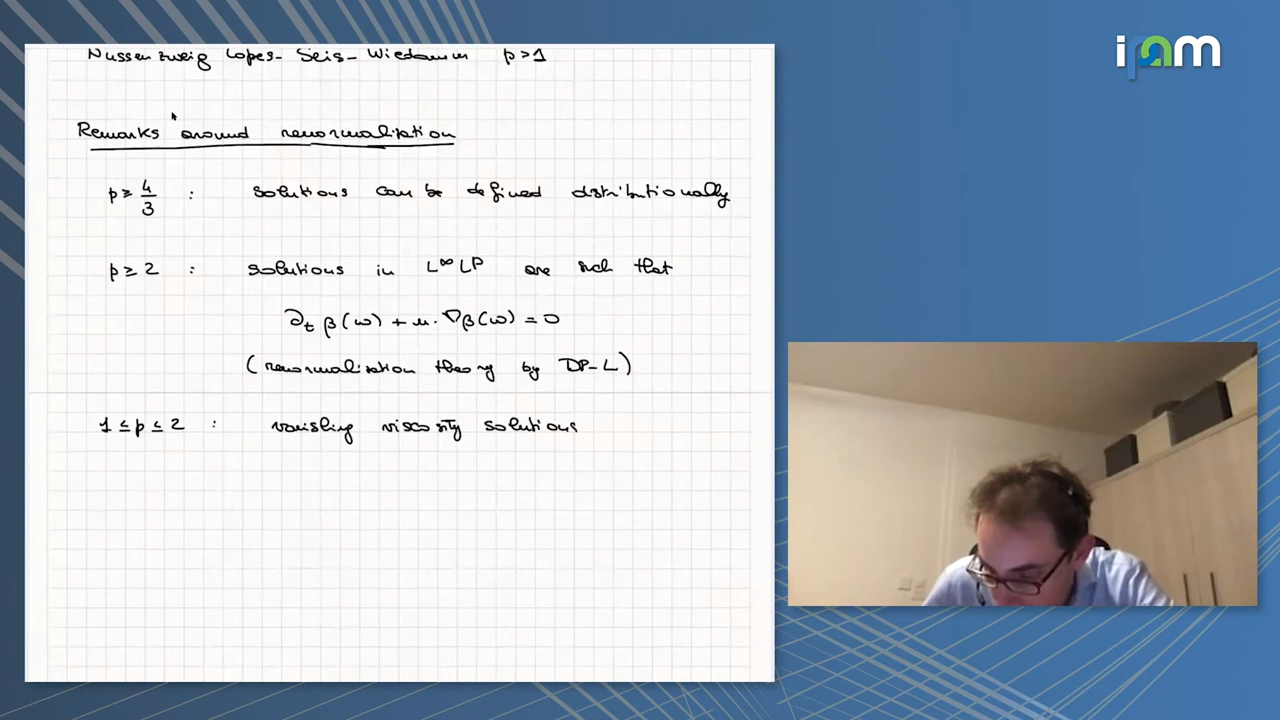 Nussenzweig Lopes- Seis- Wiedemann p>1
Remarks around renormalization
p ≥ 4/3 : solutions can be defined distributionally
p ≥ 2 : solutions in L^∞ L^p are such that
∂_t β(ω) + u · ∇β(ω) = 0
(renormalization theory by DP-L)
1 ≤ p ≤ 2 : vanishing viscosity solutions
ipam